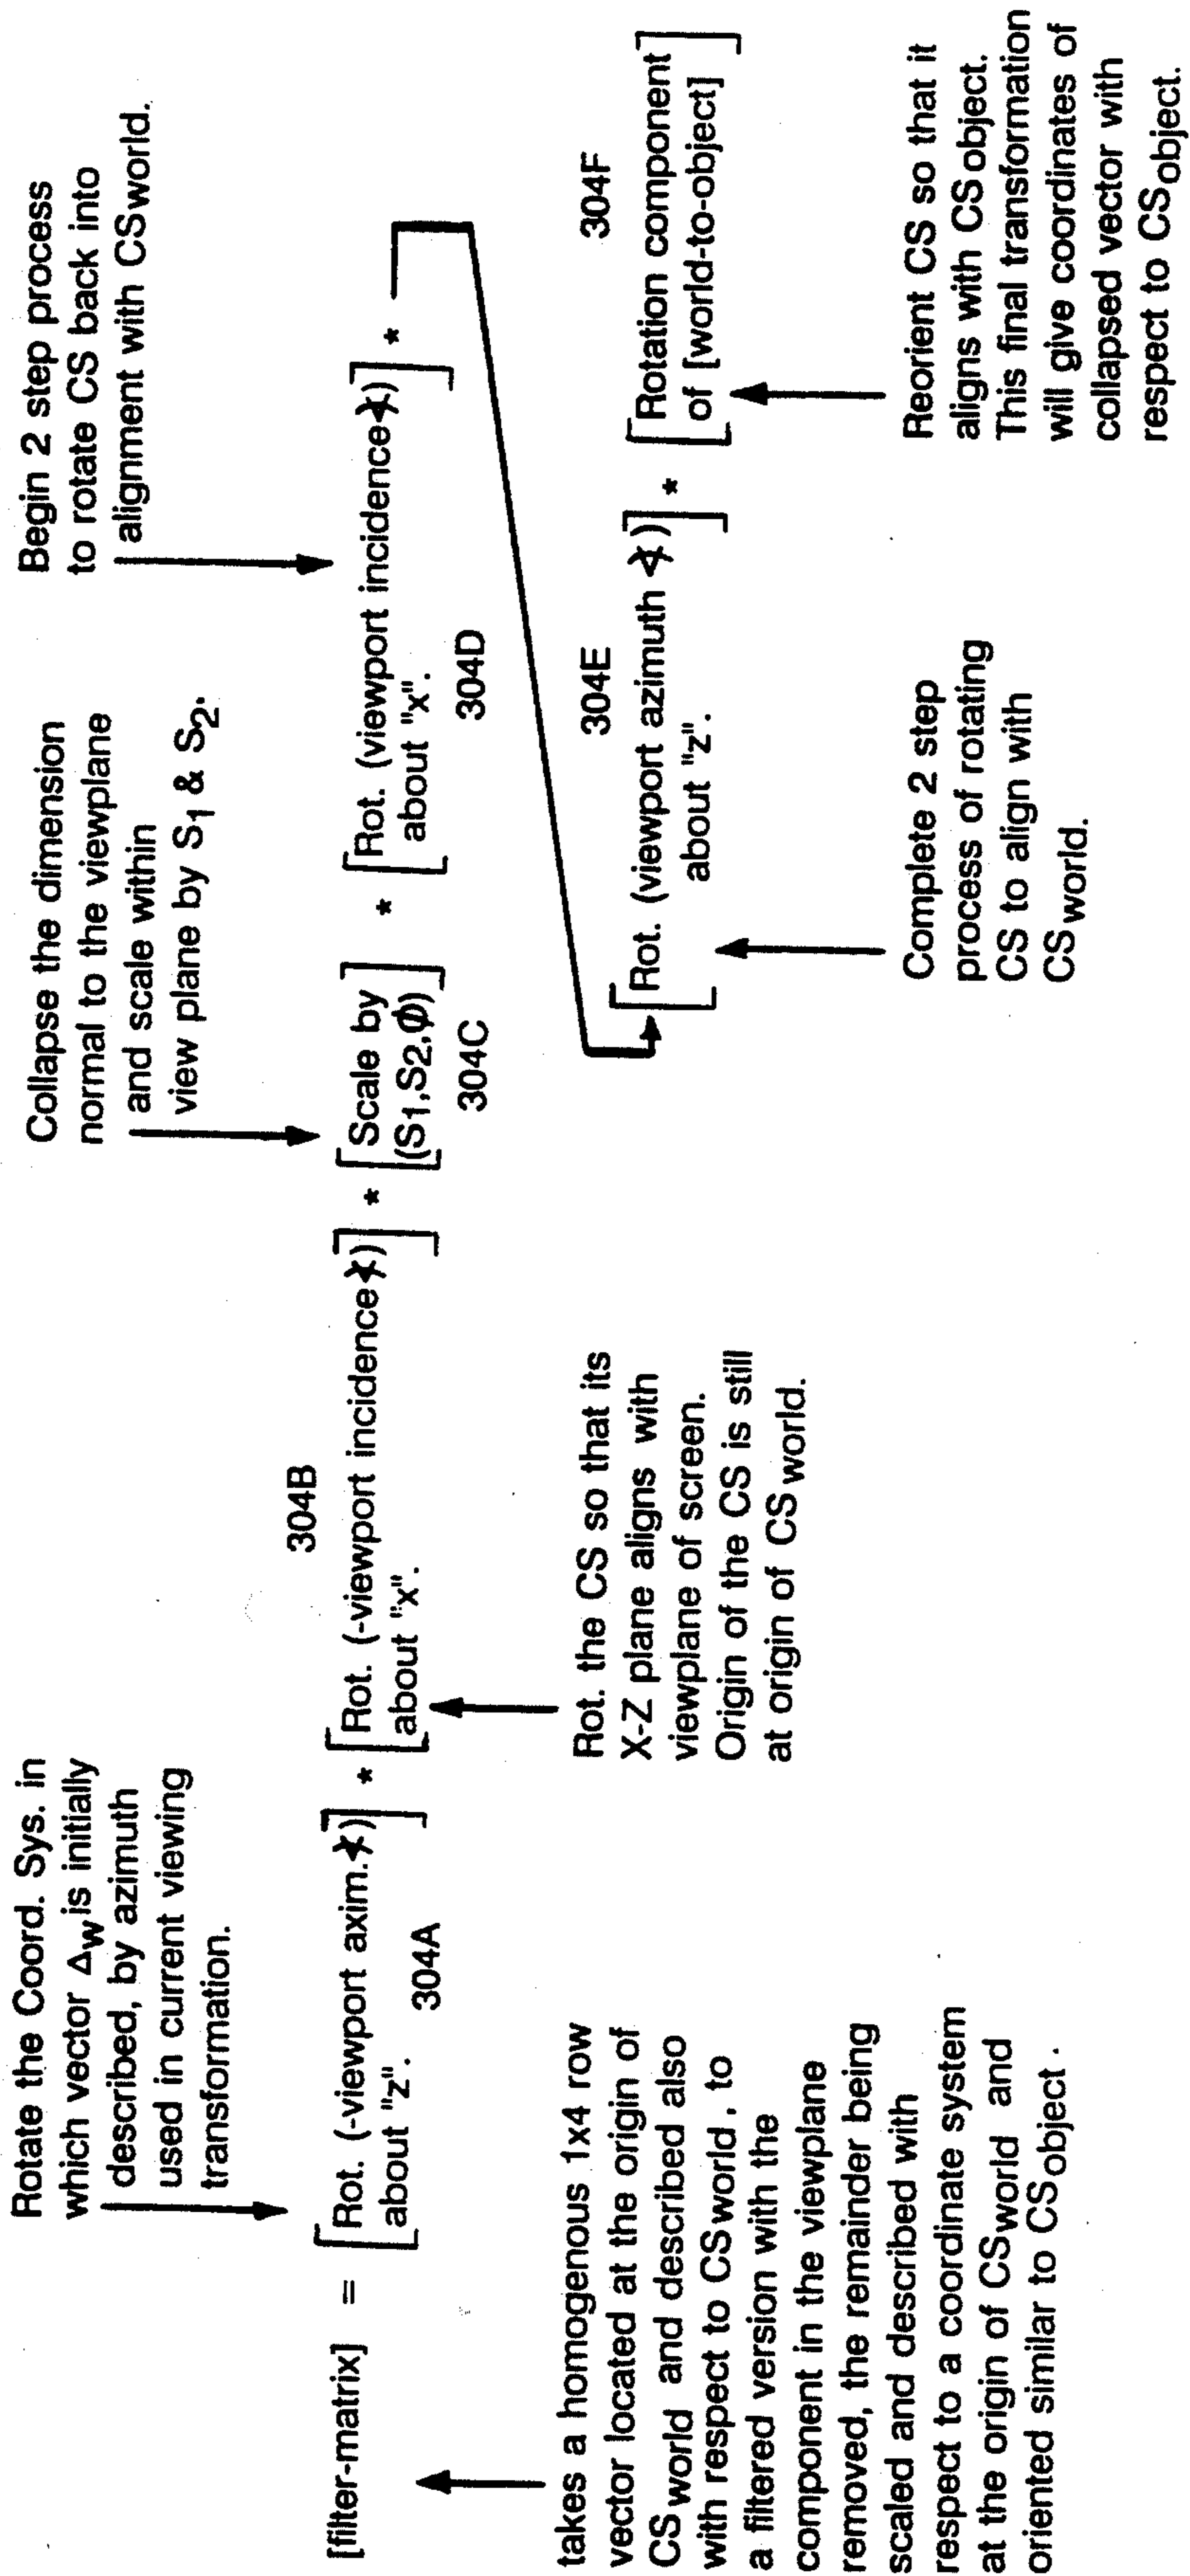 Rotate the Coord. Sys. in
which vector Δw is initially
described, by azimuth
used in current viewing
transformation.
Collapse the dimension
normal to the viewplane
and scale within
view plane by S1 & S2.
Begin 2 step process
to rotate CS back into
alignment with CSworld.
[filter-matrix] = [Rot. (-viewport axim.∢)] * [Rot. (-viewport incidence∢)] * [Scale by] * [Rot. (viewport incidence∢)] *
about "z". about "x". (S1,S2,ϕ) about "x".
304A 304B 304C 304D
takes a homogenous 1x4 row
vector located at the origin of
CSworld and described also
with respect to CSworld, to
a filtered version with the
component in the viewplane
removed, the remainder being
scaled and described with
respect to a coordinate system
at the origin of CSworld and
oriented similar to CSobject.
Rot. the CS so that its
X-Z plane aligns with
viewplane of screen.
Origin of the CS is still
at origin of CSworld.
304E 304F
[Rot. (viewport azimuth ∢)] * [Rotation component]
about "z". of [world-to-object]
Complete 2 step
process of rotating
CS to align with
CSworld.
Reorient CS so that it
aligns with CSobject.
This final transformation
will give coordinates of
collapsed vector with
respect to CSobject.